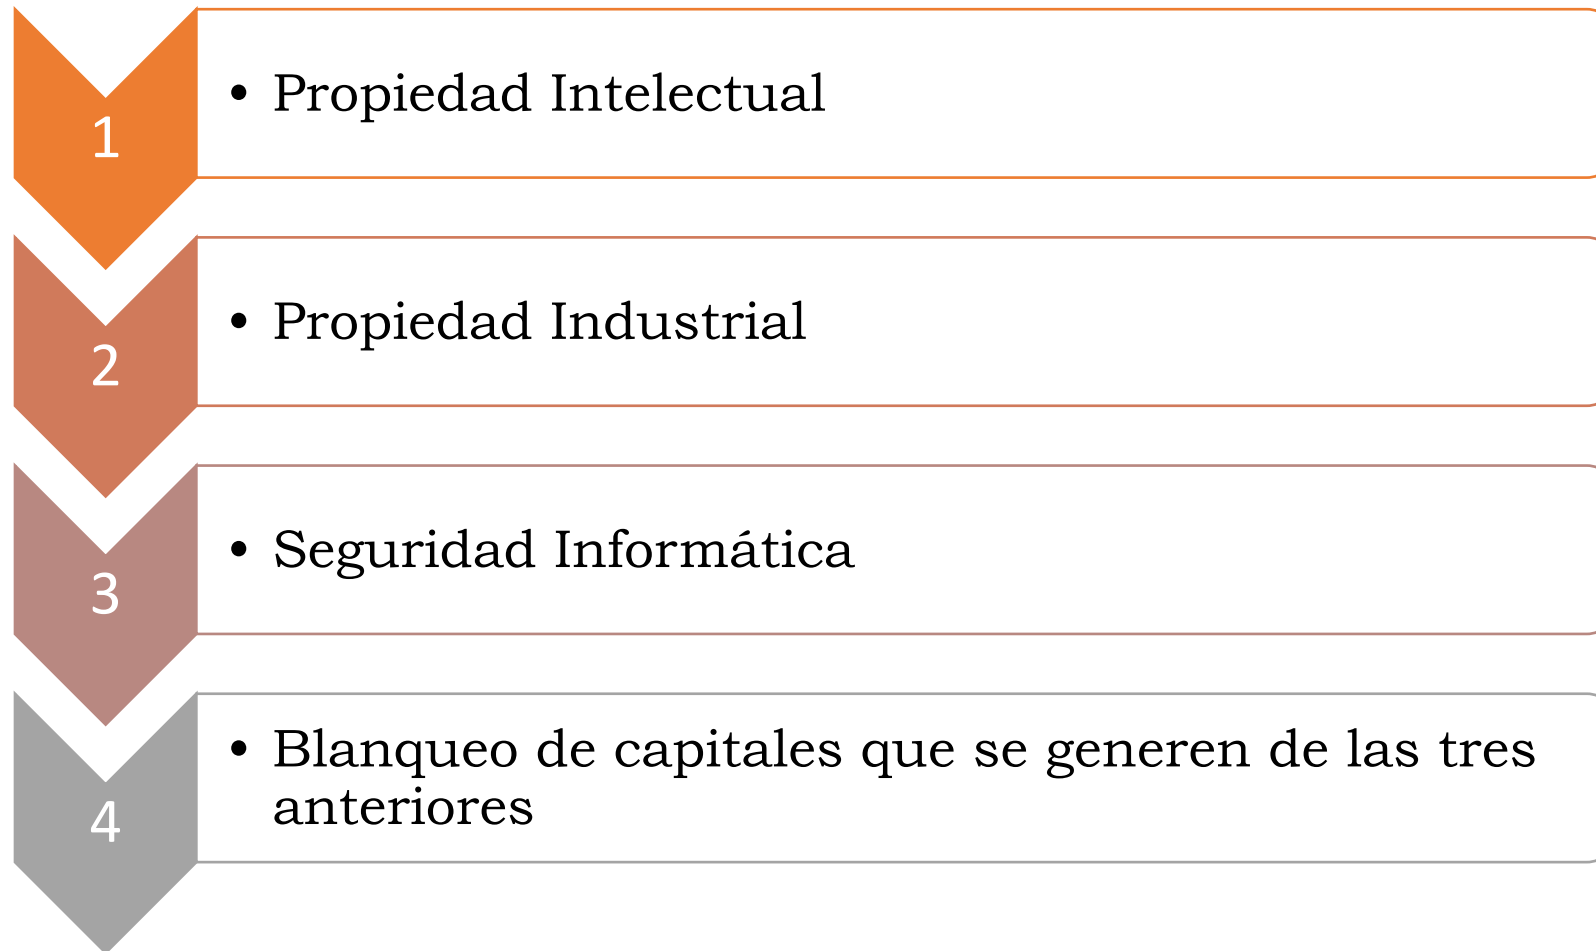 1
• Propiedad Intelectual
2
• Propiedad Industrial
3
• Seguridad Informática
4
• Blanqueo de capitales que se generen de las tres
anteriores